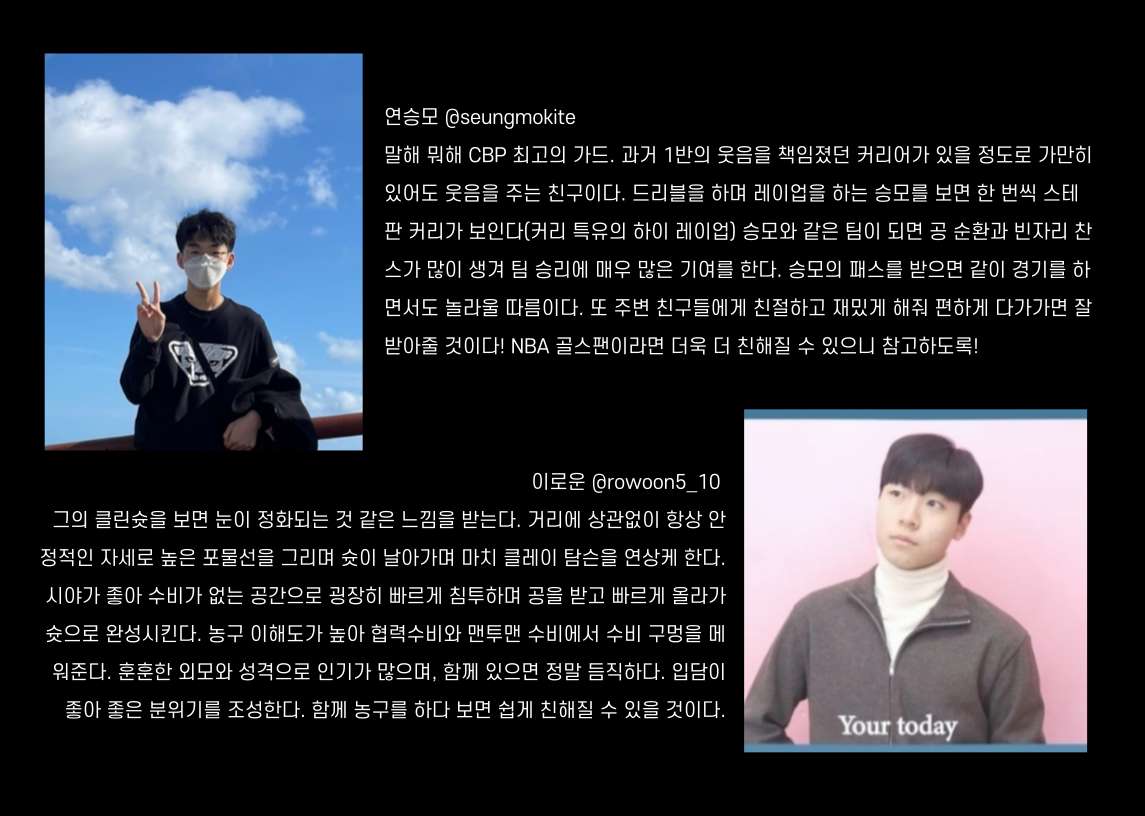 연승모 @seungmokite
말해 뭐해 CBP 최고의 가드. 과거 1반의 웃음을 책임졌던 커리어가 있을 정도로 가만히
있어도 웃음을 주는 친구이다. 드리블을 하며 레이업을 하는 승모를 보면 한 번씩 스테
판 커리가 보인다(커리 특유의 하이 레이업) 승모와 같은 팀이 되면 공 순환과 빈자리 찬
스가 많이 생겨 팀 승리에 매우 많은 기여를 한다. 승모의 패스를 받으면 같이 경기를 하
면서도 놀라울 따름이다. 또 주변 친구들에게 친절하고 재밌게 해줘 편하게 다가가면 잘
받아줄 것이다! NBA 골스팬이라면 더욱 더 친해질 수 있으니 참고하도록!
이로운 @rowoon5_10
그의 클린슛을 보면 눈이 정화되는 것 같은 느낌을 받는다. 거리에 상관없이 항상 안
정적인 자세로 높은 포물선을 그리며 슛이 날아가며 마치 클레이 탐슨을 연상케 한다.
시야가 좋아 수비가 없는 공간으로 굉장히 빠르게 침투하며 공을 받고 빠르게 올라가
슛으로 완성시킨다. 농구 이해도가 높아 협력수비와 맨투맨 수비에서 수비 구멍을 메
워준다. 훈훈한 외모와 성격으로 인기가 많으며, 함께 있으면 정말 듬직하다. 입담이
좋아 좋은 분위기를 조성한다. 함께 농구를 하다 보면 쉽게 친해질 수 있을 것이다.
Your today